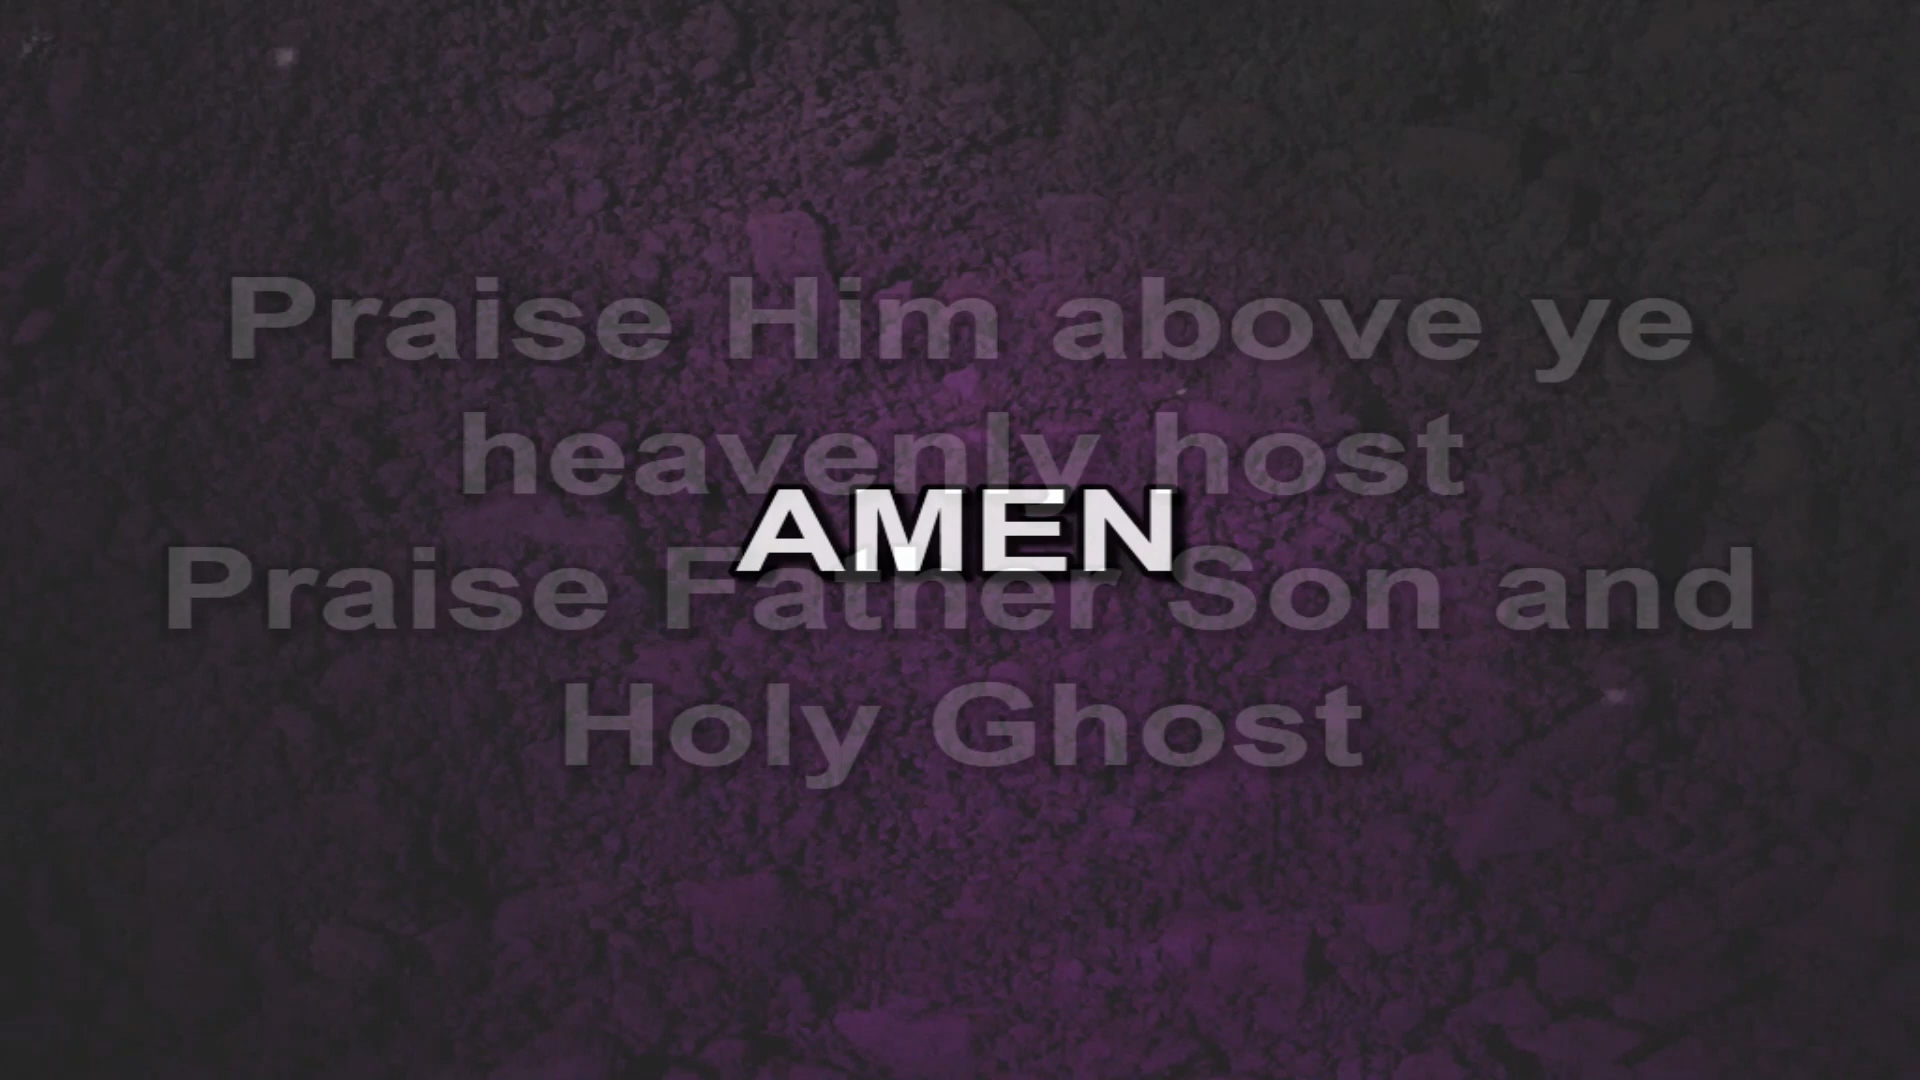 Praise Him above ye
heavenly host
AMEN
Praise Father Son and
Holy Ghost